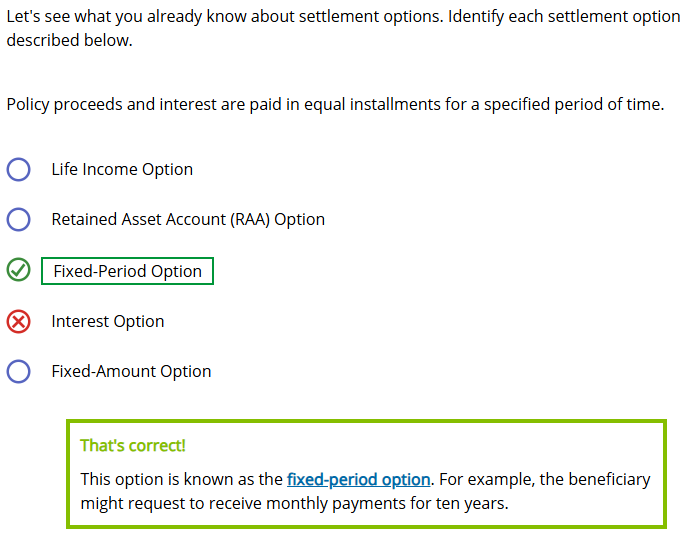 Let's see what you already know about settlement options. Identify each settlement option
described below.
Policy proceeds and interest are paid in equal installments for a specified period of time.
Life Income Option
Retained Asset Account (RAA) Option
Fixed-Period Option
Interest Option
Fixed-Amount Option
That's correct!
This option is known as the fixed-period option. For example, the beneficiary
might request to receive monthly payments for ten years.